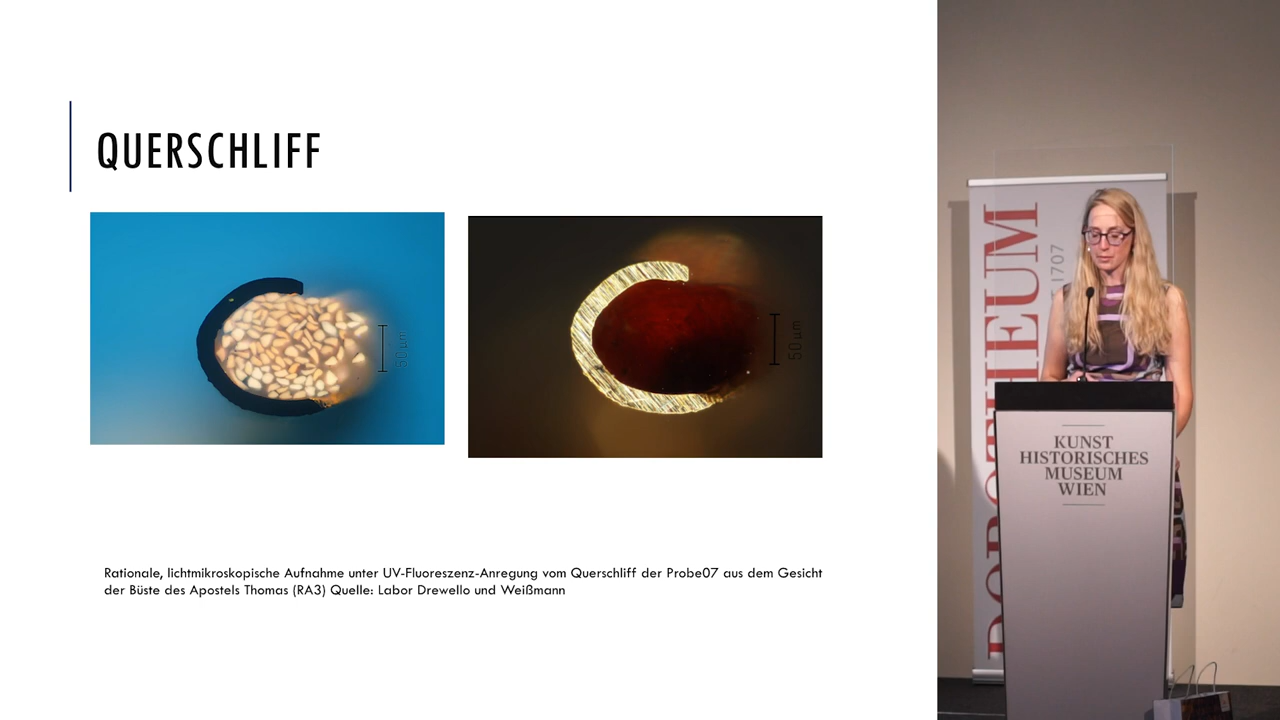 QUERSCHLIFF
50 µm
50 µm
Rationale, lichtmikroskopische Aufnahme unter UV-Fluoreszenz-Anregung vom Querschliff der Probe07 aus dem Gesicht
der Büste des Apostels Thomas (RA3) Quelle: Labor Drewello und Weißmann
DOROTHEUM
1707
KUNST
HISTORISCHES
MUSEUM
WIEN